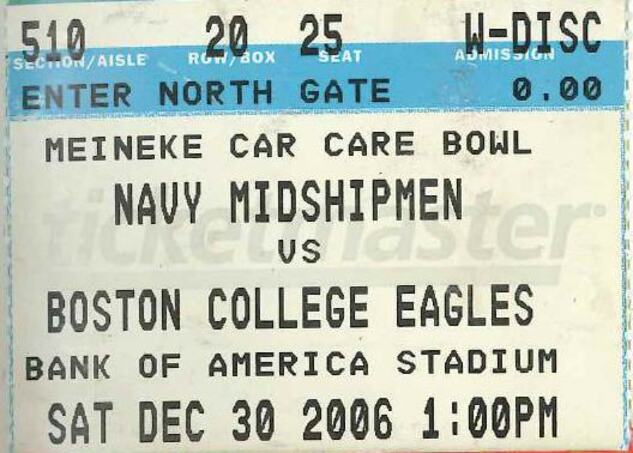 510 20 25 W-DISC
SECTION/AISLE ROW/BOX SEAT ADMISSION
ENTER NORTH GATE 0.00
MEINEKE CAR CARE BOWL
NAVY MIDSHIPMEN
ticketmaster
VS
BOSTON COLLEGE EAGLES
BANK OF AMERICA STADIUM
SAT DEC 30 2006 1:00PM